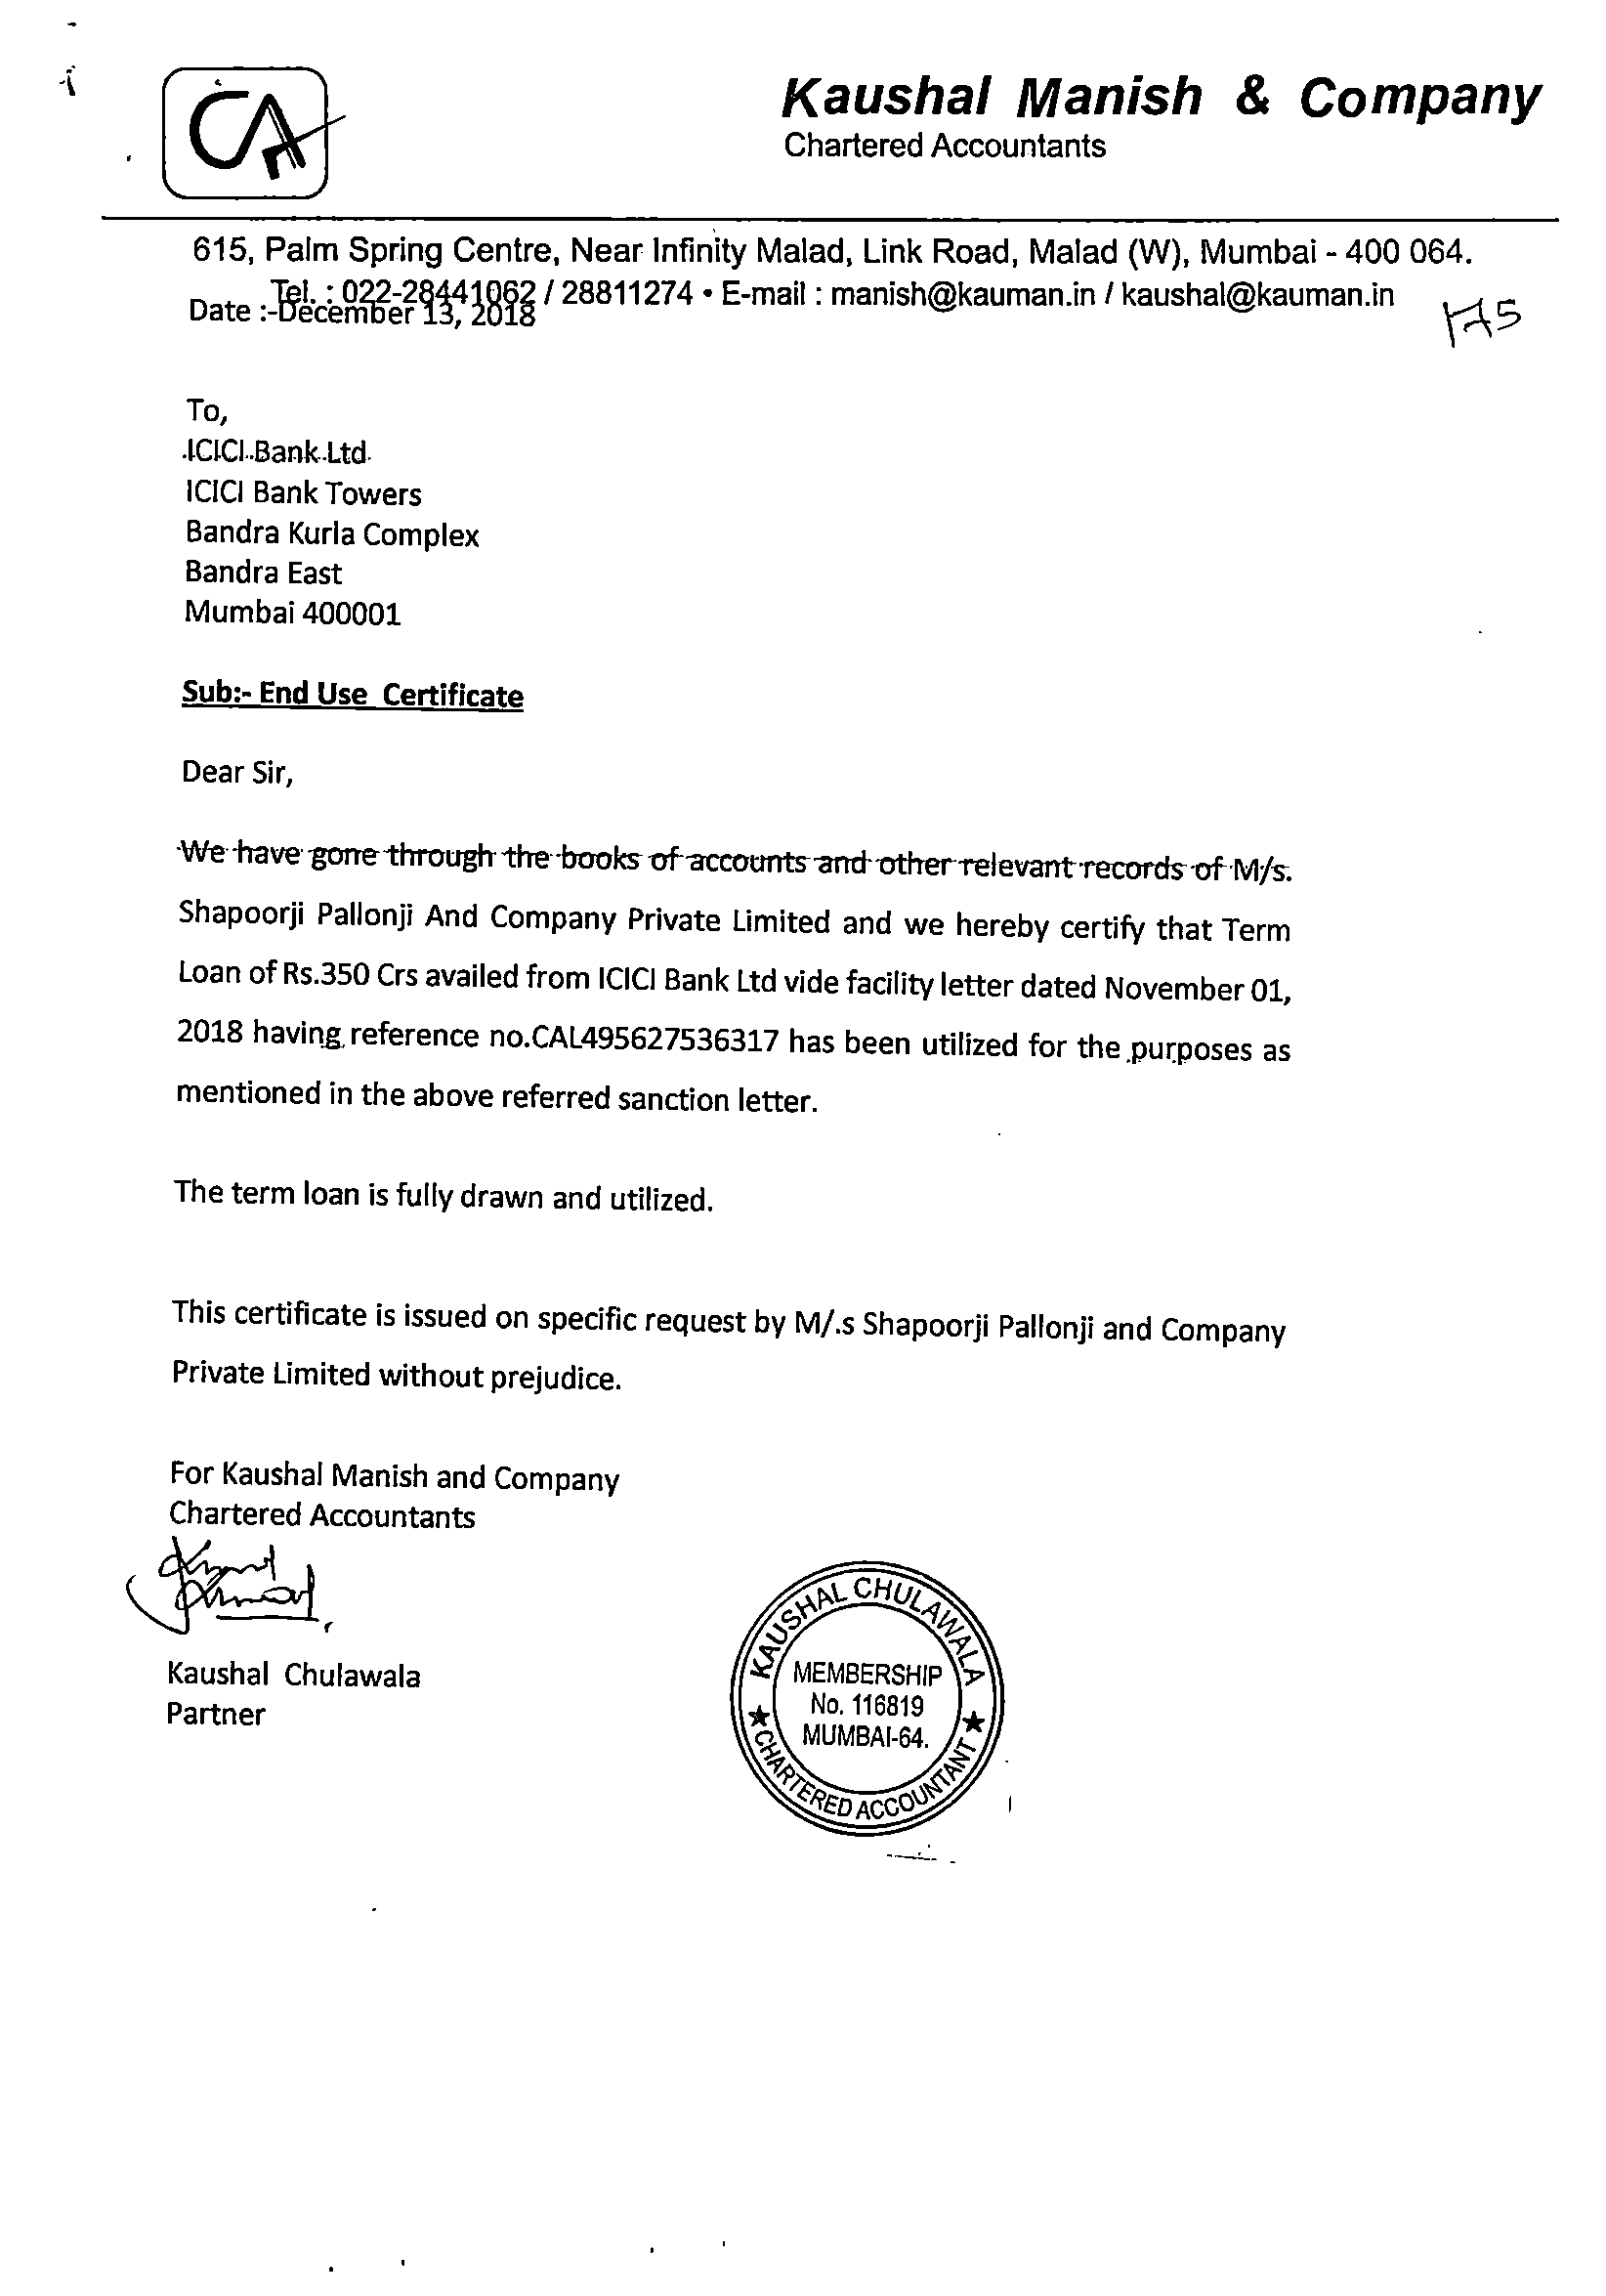 CA
Kaushal Manish & Company
Chartered Accountants
615, Palm Spring Centre, Near Infinity Malad, Link Road, Malad (W), Mumbai - 400 064.
Tel. : 022-28441062 / 28811274 • E-mail : manish@kauman.in / kaushal@kauman.in
Date :-December 13, 2018
To,
ICICI Bank Ltd
ICICI Bank Towers
Bandra Kurla Complex
Bandra East
Mumbai 400001
Sub:- End Use Certificate
Dear Sir,
We have gone through the books of accounts and other relevant records of M/s.
Shapoorji Pallonji And Company Private Limited and we hereby certify that Term
Loan of Rs.350 Crs availed from ICICI Bank Ltd vide facility letter dated November 01,
2018 having reference no.CAL495627536317 has been utilized for the purposes as
mentioned in the above referred sanction letter.
The term loan is fully drawn and utilized.
This certificate is issued on specific request by M/.s Shapoorji Pallonji and Company
Private Limited without prejudice.
For Kaushal Manish and Company
Chartered Accountants
Kaushal Chulawala
Partner
KAUSHAL CHULAWALA
MEMBERSHIP
No. 116819
MUMBAI-64.
★ CHARTERED ACCOUNTANT ★